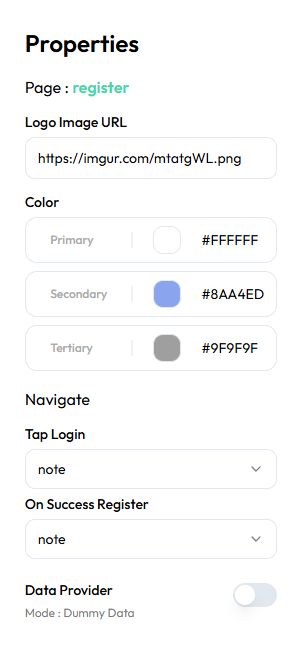 Properties
Page : register
Logo Image URL
https://imgur.com/mtatgWL.png
Color
Primary #FFFFFF
Secondary #8AA4ED
Tertiary #9F9F9F
Navigate
Tap Login
note
On Success Register
note
Data Provider
Mode : Dummy Data